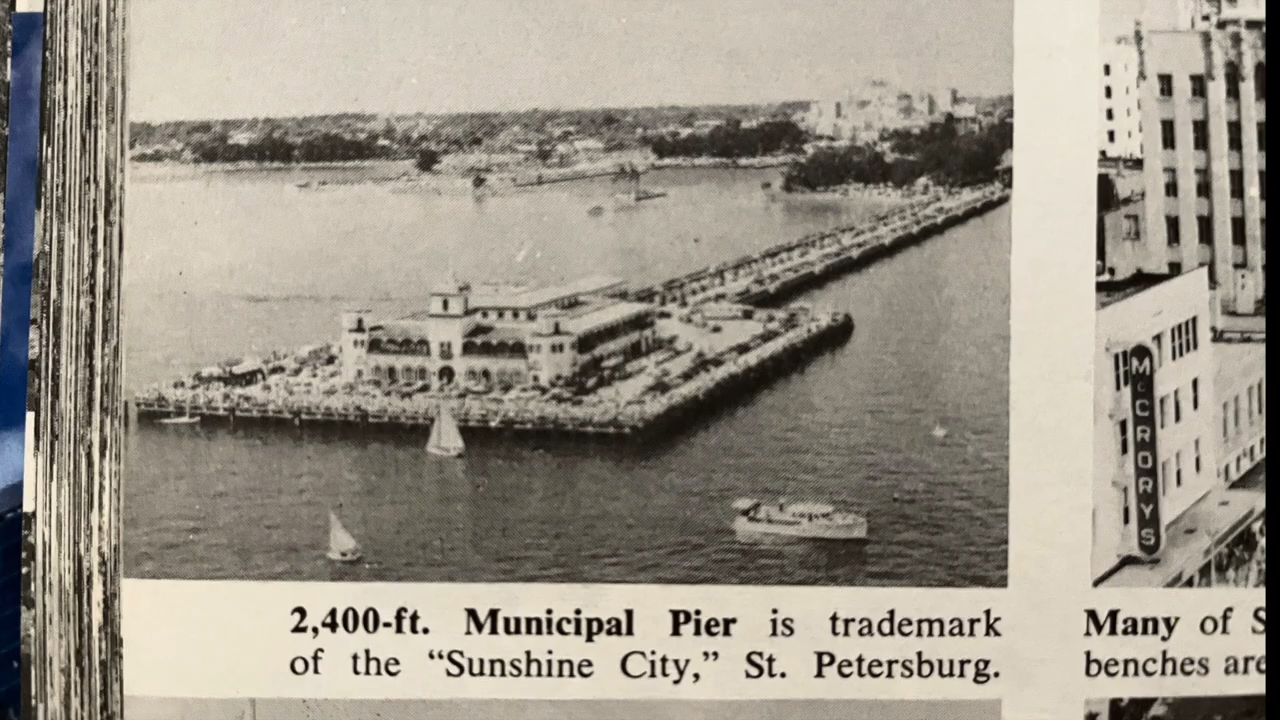 McCRORYS
2,400-ft. Municipal Pier is trademark
of the “Sunshine City,” St. Petersburg.
Many of S
benches are